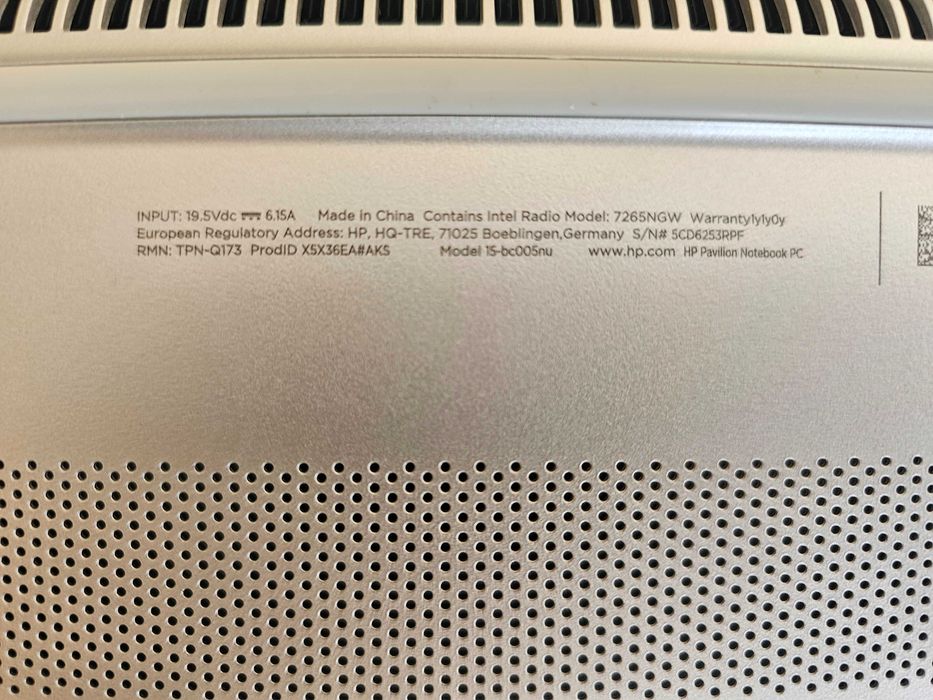 INPUT: 19.5Vdc ⎓ 6.15A Made in China Contains Intel Radio Model: 7265NGW Warranty1y1y0y
European Regulatory Address: HP, HQ-TRE, 71025 Boeblingen,Germany S/N# 5CD6253RPF
RMN: TPN-Q173 ProdID X5X36EA#AKS Model 15-bc005nu www.hp.com HP Pavilion Notebook PC